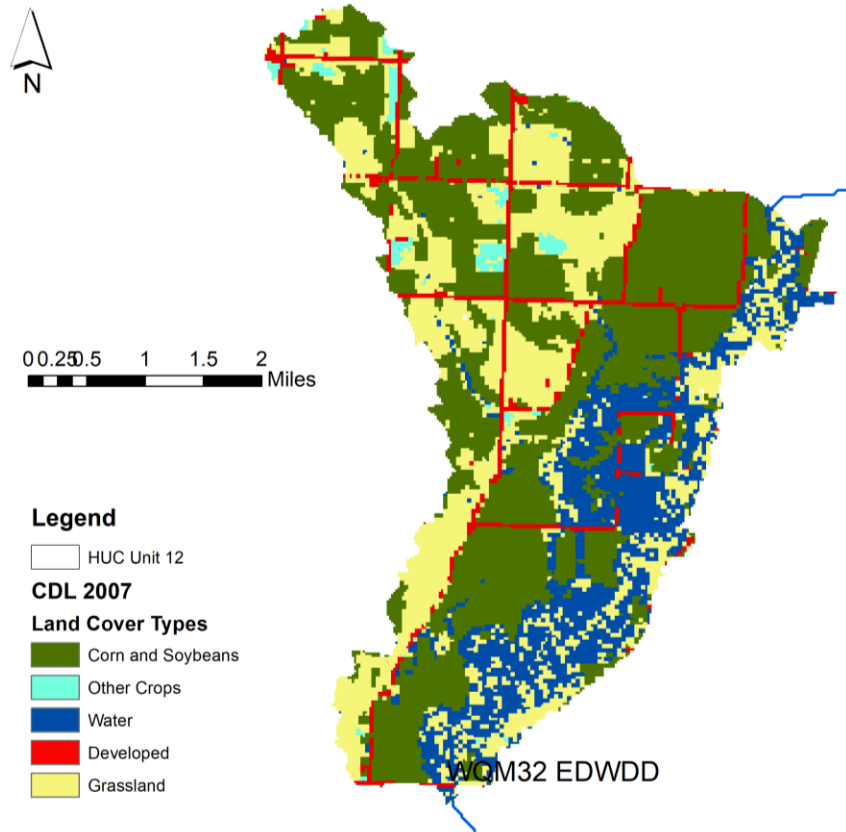 N
0 0.25 0.5 1 1.5 2
Miles
Legend
HUC Unit 12
CDL 2007
Land Cover Types
Corn and Soybeans
Other Crops
Water
Developed
Grassland
WQM32 EDWDD